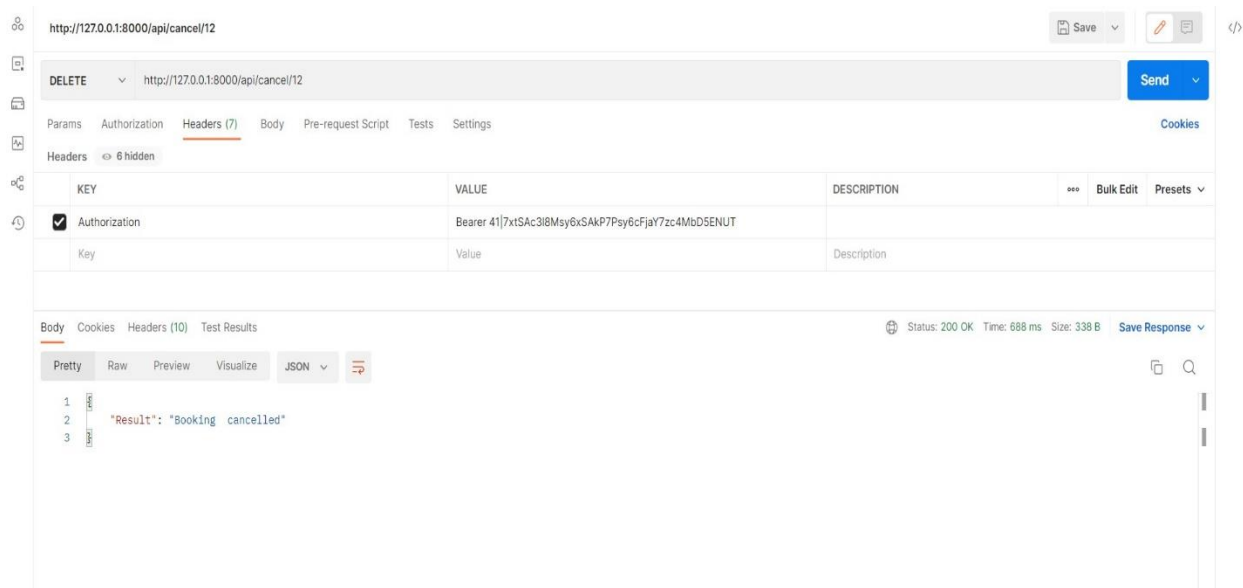 http://127.0.0.1:8000/api/cancel/12
Save
DELETE http://127.0.0.1:8000/api/cancel/12 Send
Params Authorization Headers (7) Body Pre-request Script Tests Settings Cookies
Headers 6 hidden
KEY VALUE DESCRIPTION ooo Bulk Edit Presets
Authorization Bearer 41|7xtSAc3I8Msy6xSAkP7Psy6cFjaY7zc4MbD5ENUT
Key Value Description
Body Cookies Headers (10) Test Results Status: 200 OK Time: 688 ms Size: 338 B Save Response
Pretty Raw Preview Visualize JSON
1 {
2 "Result": "Booking  cancelled"
3 }